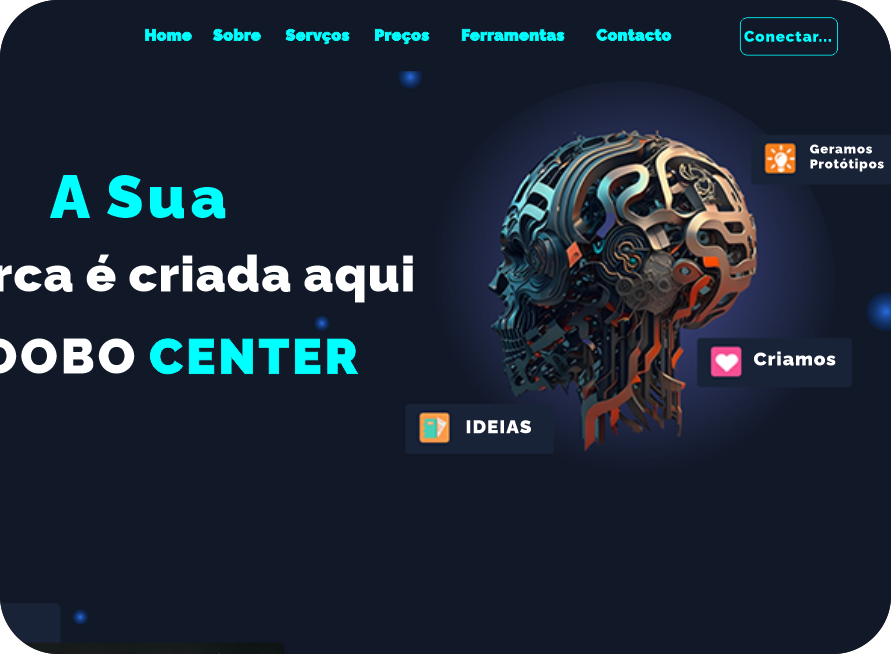 Home Sobre Servços Preços Ferramentas Contacto Conectar...
Geramos
Protótipos
A Sua
rca é criada aqui
OOBO CENTER
Criamos
IDEIAS